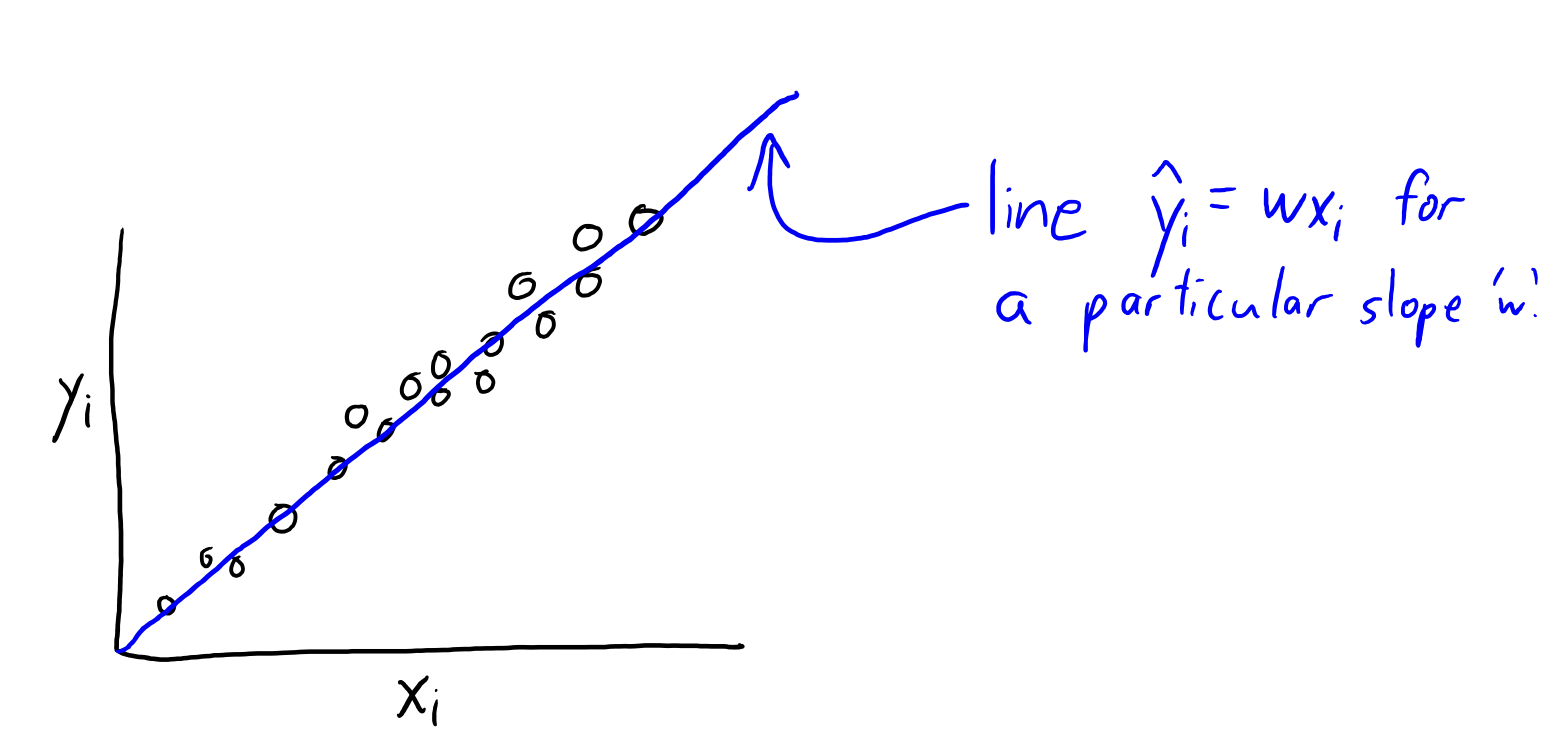 line ŷᵢ = wxᵢ for
a particular slope 'w'.
yᵢ
xᵢ